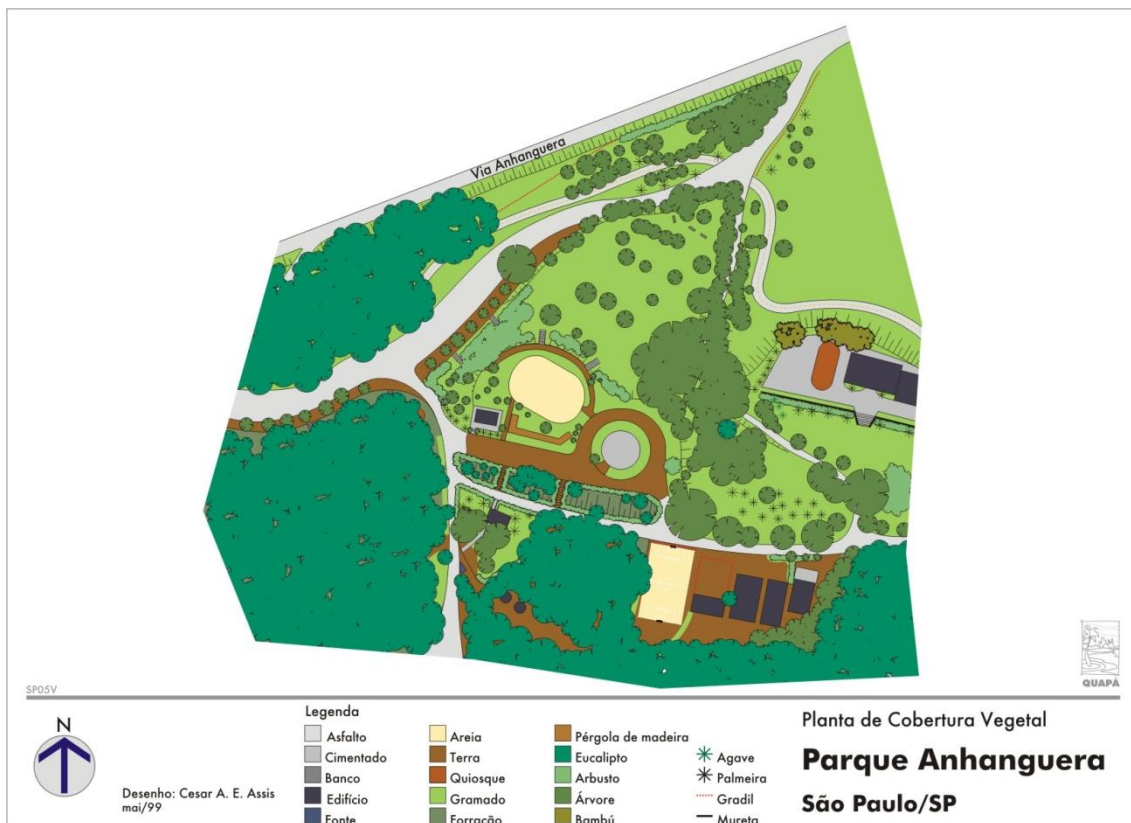 Via Anhanguera
QUAPÁ
SP05V
N
Desenho: Cesar A. E. Assis
mai/99
Legenda
Asfalto
Cimentado
Banco
Edifício
Fonte
Areia
Terra
Quiosque
Gramado
Forração
Pérgola de madeira
Eucalipto
Arbusto
Árvore
Bambú
Agave
Palmeira
Gradil
Mureta
Planta de Cobertura Vegetal
Parque Anhanguera
São Paulo/SP